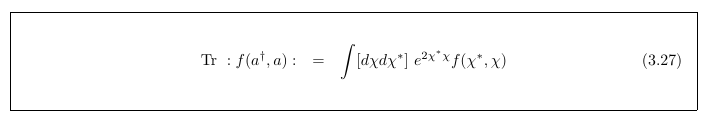 Tr : f(a†, a) : = ∫[dχdχ*] e^{2χ*χ} f(χ*, χ) (3.27)